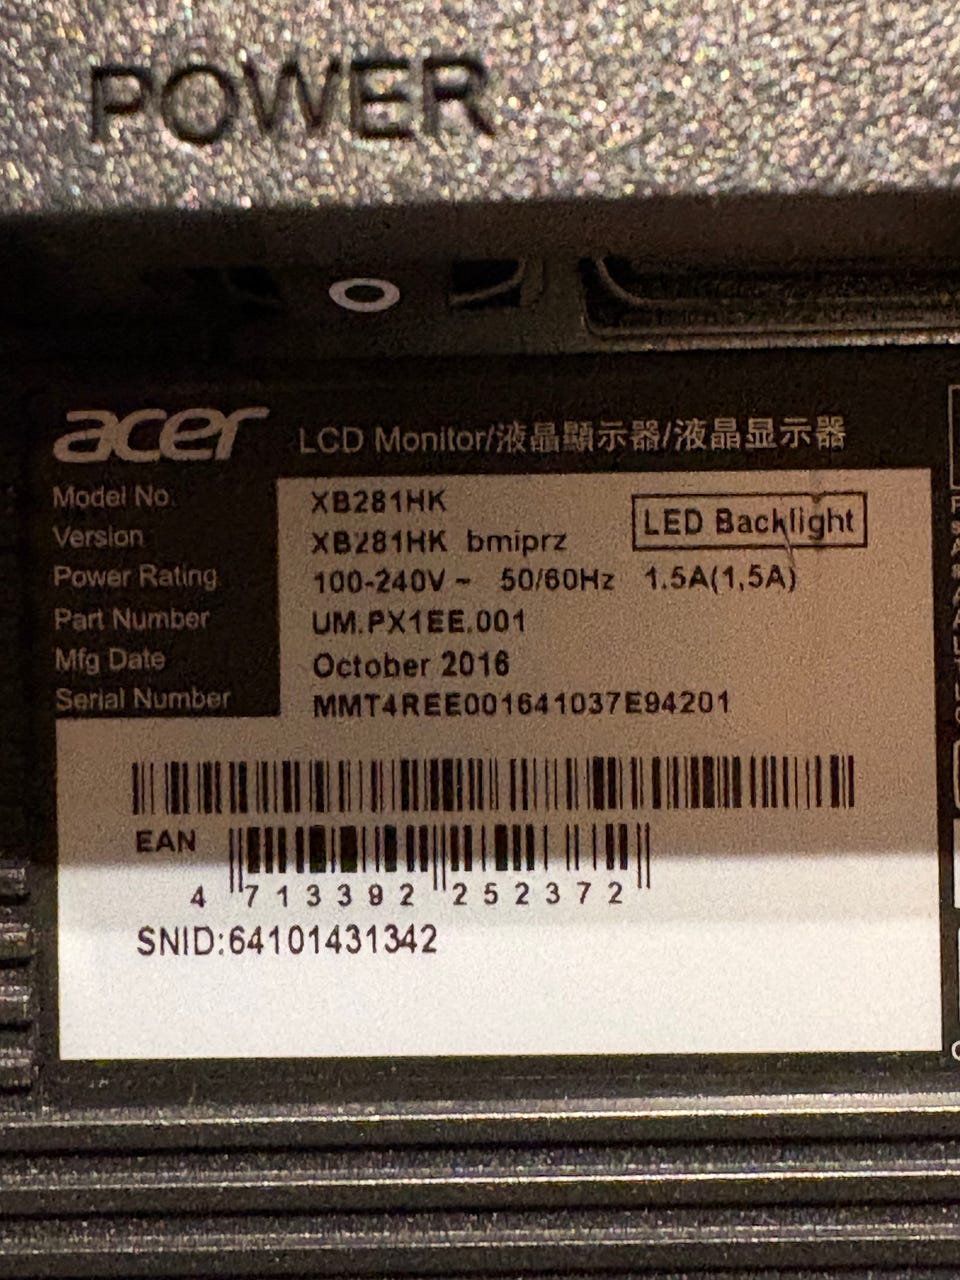 POWER
acer LCD Monitor/液晶顯示器/液晶显示器
Model No. XB281HK
LED Backlight
Version XB281HK bmiprz
Power Rating 100-240V ~ 50/60Hz 1.5A(1,5A)
Part Number UM.PX1EE.001
Mfg Date October 2016
Serial Number MMT4REE001641037E94201
EAN
4 713392 252372
SNID:64101431342